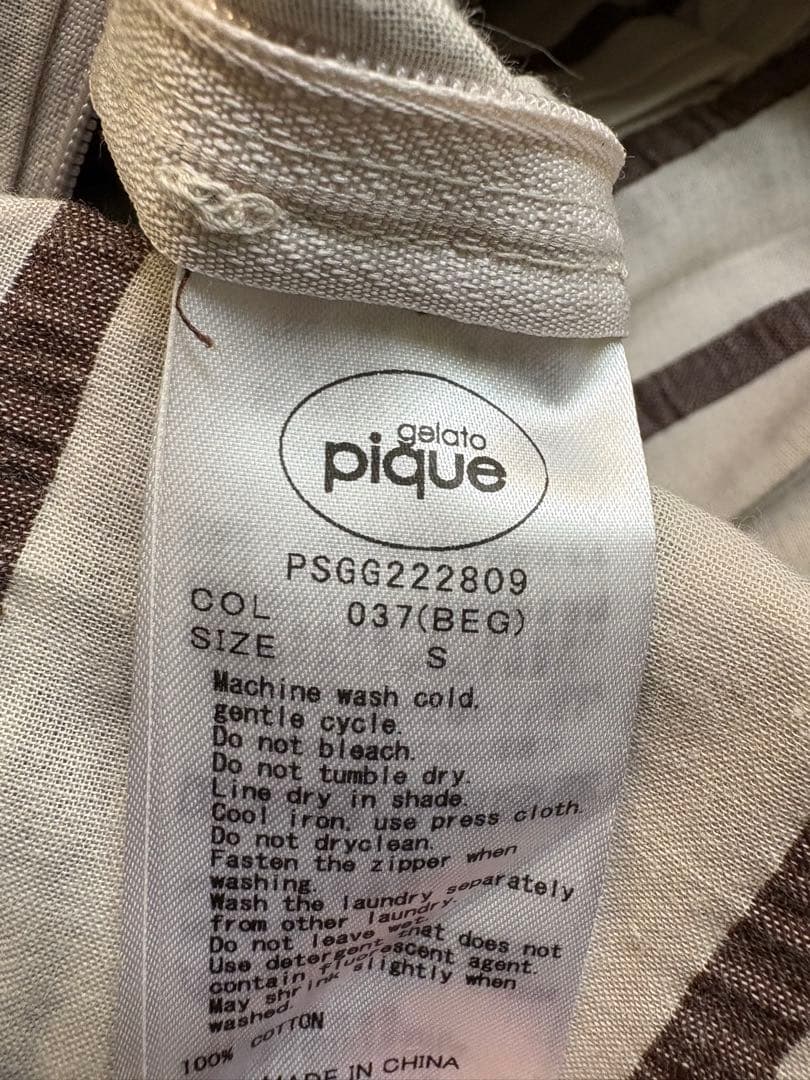 gelato
pique
PSGG222809
COL 037(BEG)
SIZE S
Machine wash cold.
gentle cycle.
Do not bleach.
Do not tumble dry.
Line dry in shade.
Cool iron, use press cloth.
Do not dryclean.
Fasten the zipper when
washing.
Wash the laundry separately
from other laundry.
Do not leave wet.
Use detergent that does not
contain fluorescent agent.
May shrink slightly when
washed.
100% COTTON
MADE IN CHINA